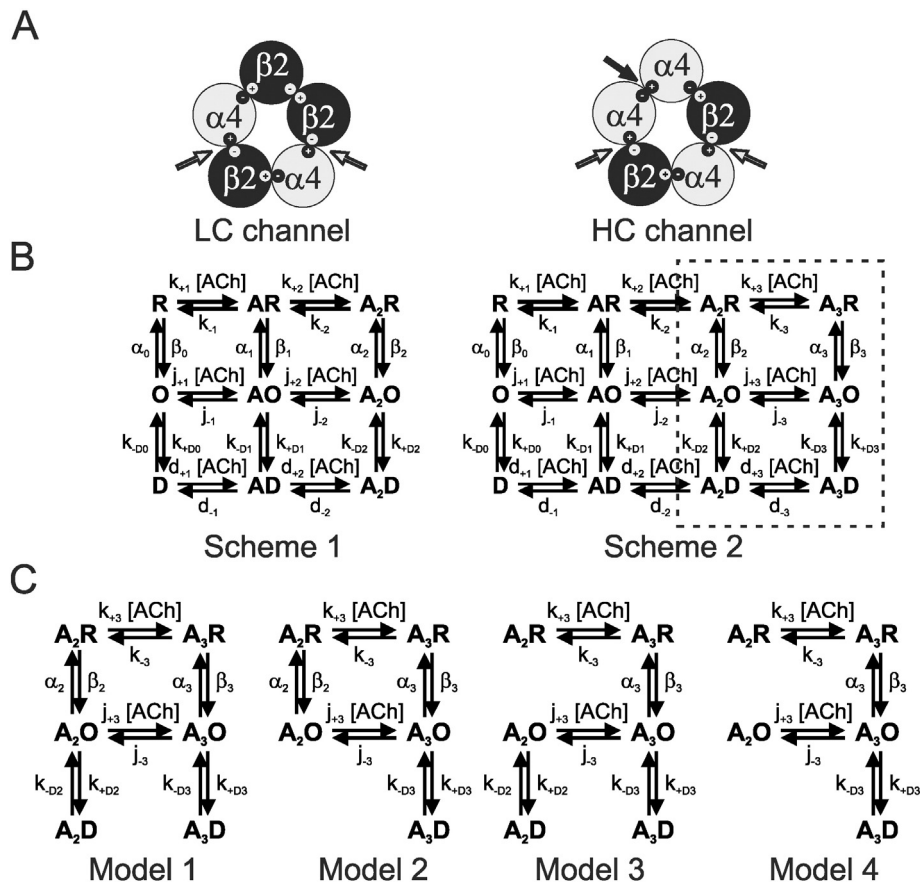 A
β2
α4
β2
β2
α4
LC channel
α4
α4
β2
β2
α4
HC channel
B
k₊₁ [ACh] k₊₂ [ACh]
R AR A₂R
k₋₁ k₋₂
α₀ β₀ α₁ β₁ α₂ β₂
j₊₁ [ACh] j₊₂ [ACh]
O AO A₂O
j₋₁ j₋₂
k₋D0 k₊D0 k₋D1 k₊D1 k₋D2 k₊D2
d₊₁ [ACh] d₊₂ [ACh]
D AD A₂D
d₋₁ d₋₂
Scheme 1
k₊₁ [ACh] k₊₂ [ACh] k₊₃ [ACh]
R AR A₂R A₃R
k₋₁ k₋₂ k₋₃
α₀ β₀ α₁ β₁ α₂ β₂ α₃ β₃
j₊₁ [ACh] j₊₂ [ACh] j₊₃ [ACh]
O AO A₂O A₃O
j₋₁ j₋₂ j₋₃
k₋D0 k₊D0 k₋D1 k₊D1 k₋D2 k₊D2 k₋D3 k₊D3
d₊₁ [ACh] d₊₂ [ACh] d₊₃ [ACh]
D AD A₂D A₃D
d₋₁ d₋₂ d₋₃
Scheme 2
C
k₊₃ [ACh]
A₂R A₃R
k₋₃
α₂ β₂ α₃ β₃
j₊₃ [ACh]
A₂O A₃O
j₋₃
k₋D2 k₊D2 k₋D3 k₊D3
A₂D A₃D
Model 1
k₊₃ [ACh]
A₂R A₃R
k₋₃
α₂ β₂ α₃ β₃
j₊₃ [ACh]
A₂O A₃O
j₋₃
k₋D3 k₊D3
A₃D
Model 2
k₊₃ [ACh]
A₂R A₃R
k₋₃
α₃ β₃
j₊₃ [ACh]
A₂O A₃O
j₋₃
k₋D2 k₊D2 k₋D3 k₊D3
A₂D A₃D
Model 3
k₊₃ [ACh]
A₂R A₃R
k₋₃
α₃ β₃
j₊₃ [ACh]
A₂O A₃O
j₋₃
k₋D3 k₊D3
A₃D
Model 4